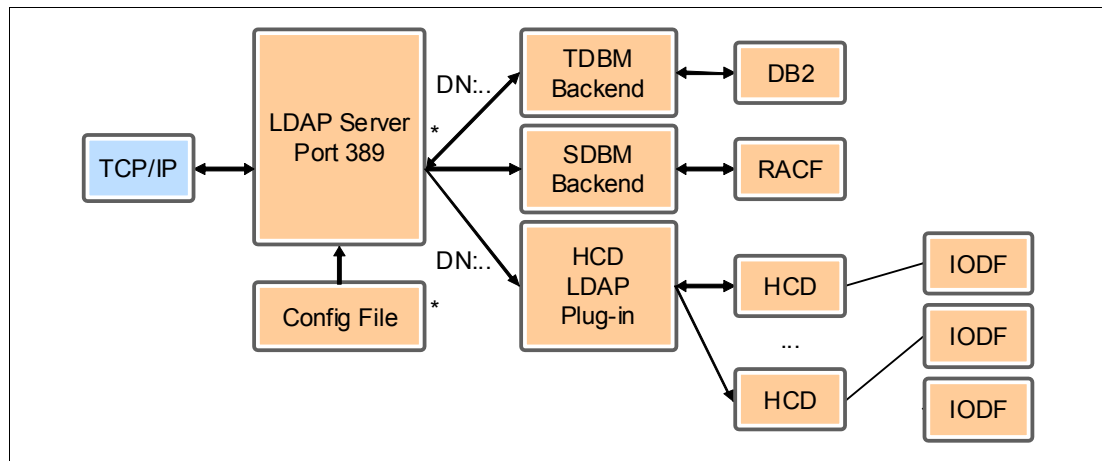 TCP/IP
LDAP Server
Port 389
*
Config File
*
DN:..
DN:..
TDBM
Backend
DB2
SDBM
Backend
RACF
HCD
LDAP
Plug-in
HCD
...
HCD
IODF
IODF
IODF